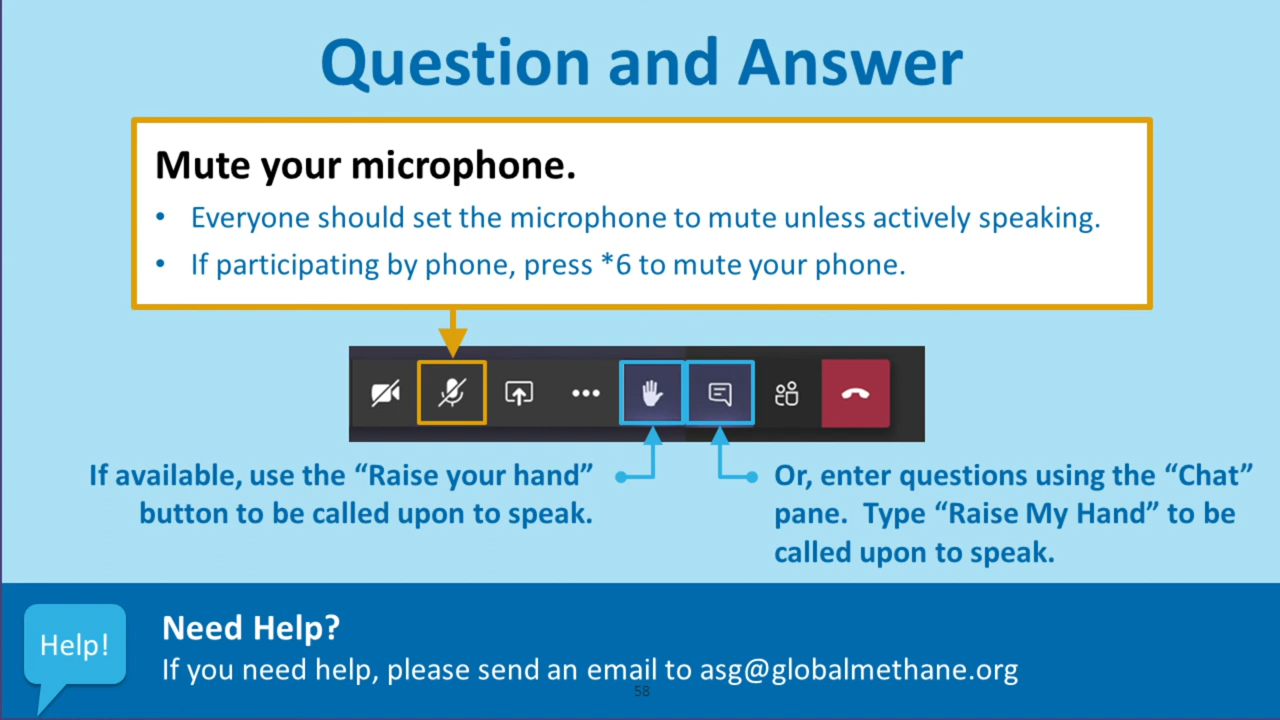 Question and Answer
Mute your microphone.
• Everyone should set the microphone to mute unless actively speaking.
• If participating by phone, press *6 to mute your phone.
If available, use the “Raise your hand”
button to be called upon to speak.
Or, enter questions using the “Chat”
pane.  Type “Raise My Hand” to be
called upon to speak.
Help!
Need Help?
If you need help, please send an email to asg@globalmethane.org
58